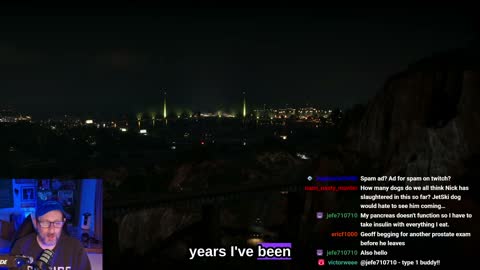 Spam ad? Ad for spam on twitch?
How many dogs do we all think Nick has
slaughtered in this so far? JetSki dog
would hate to see him coming...
jefe710710 My pancreas doesn't function so I have to
take insulin with everything I eat.
ericf1000 Geoff begging for another prostate exam
before he leaves
jefe710710 Also hello
victorweee @jefe710710 - type 1 buddy!!
years I've been